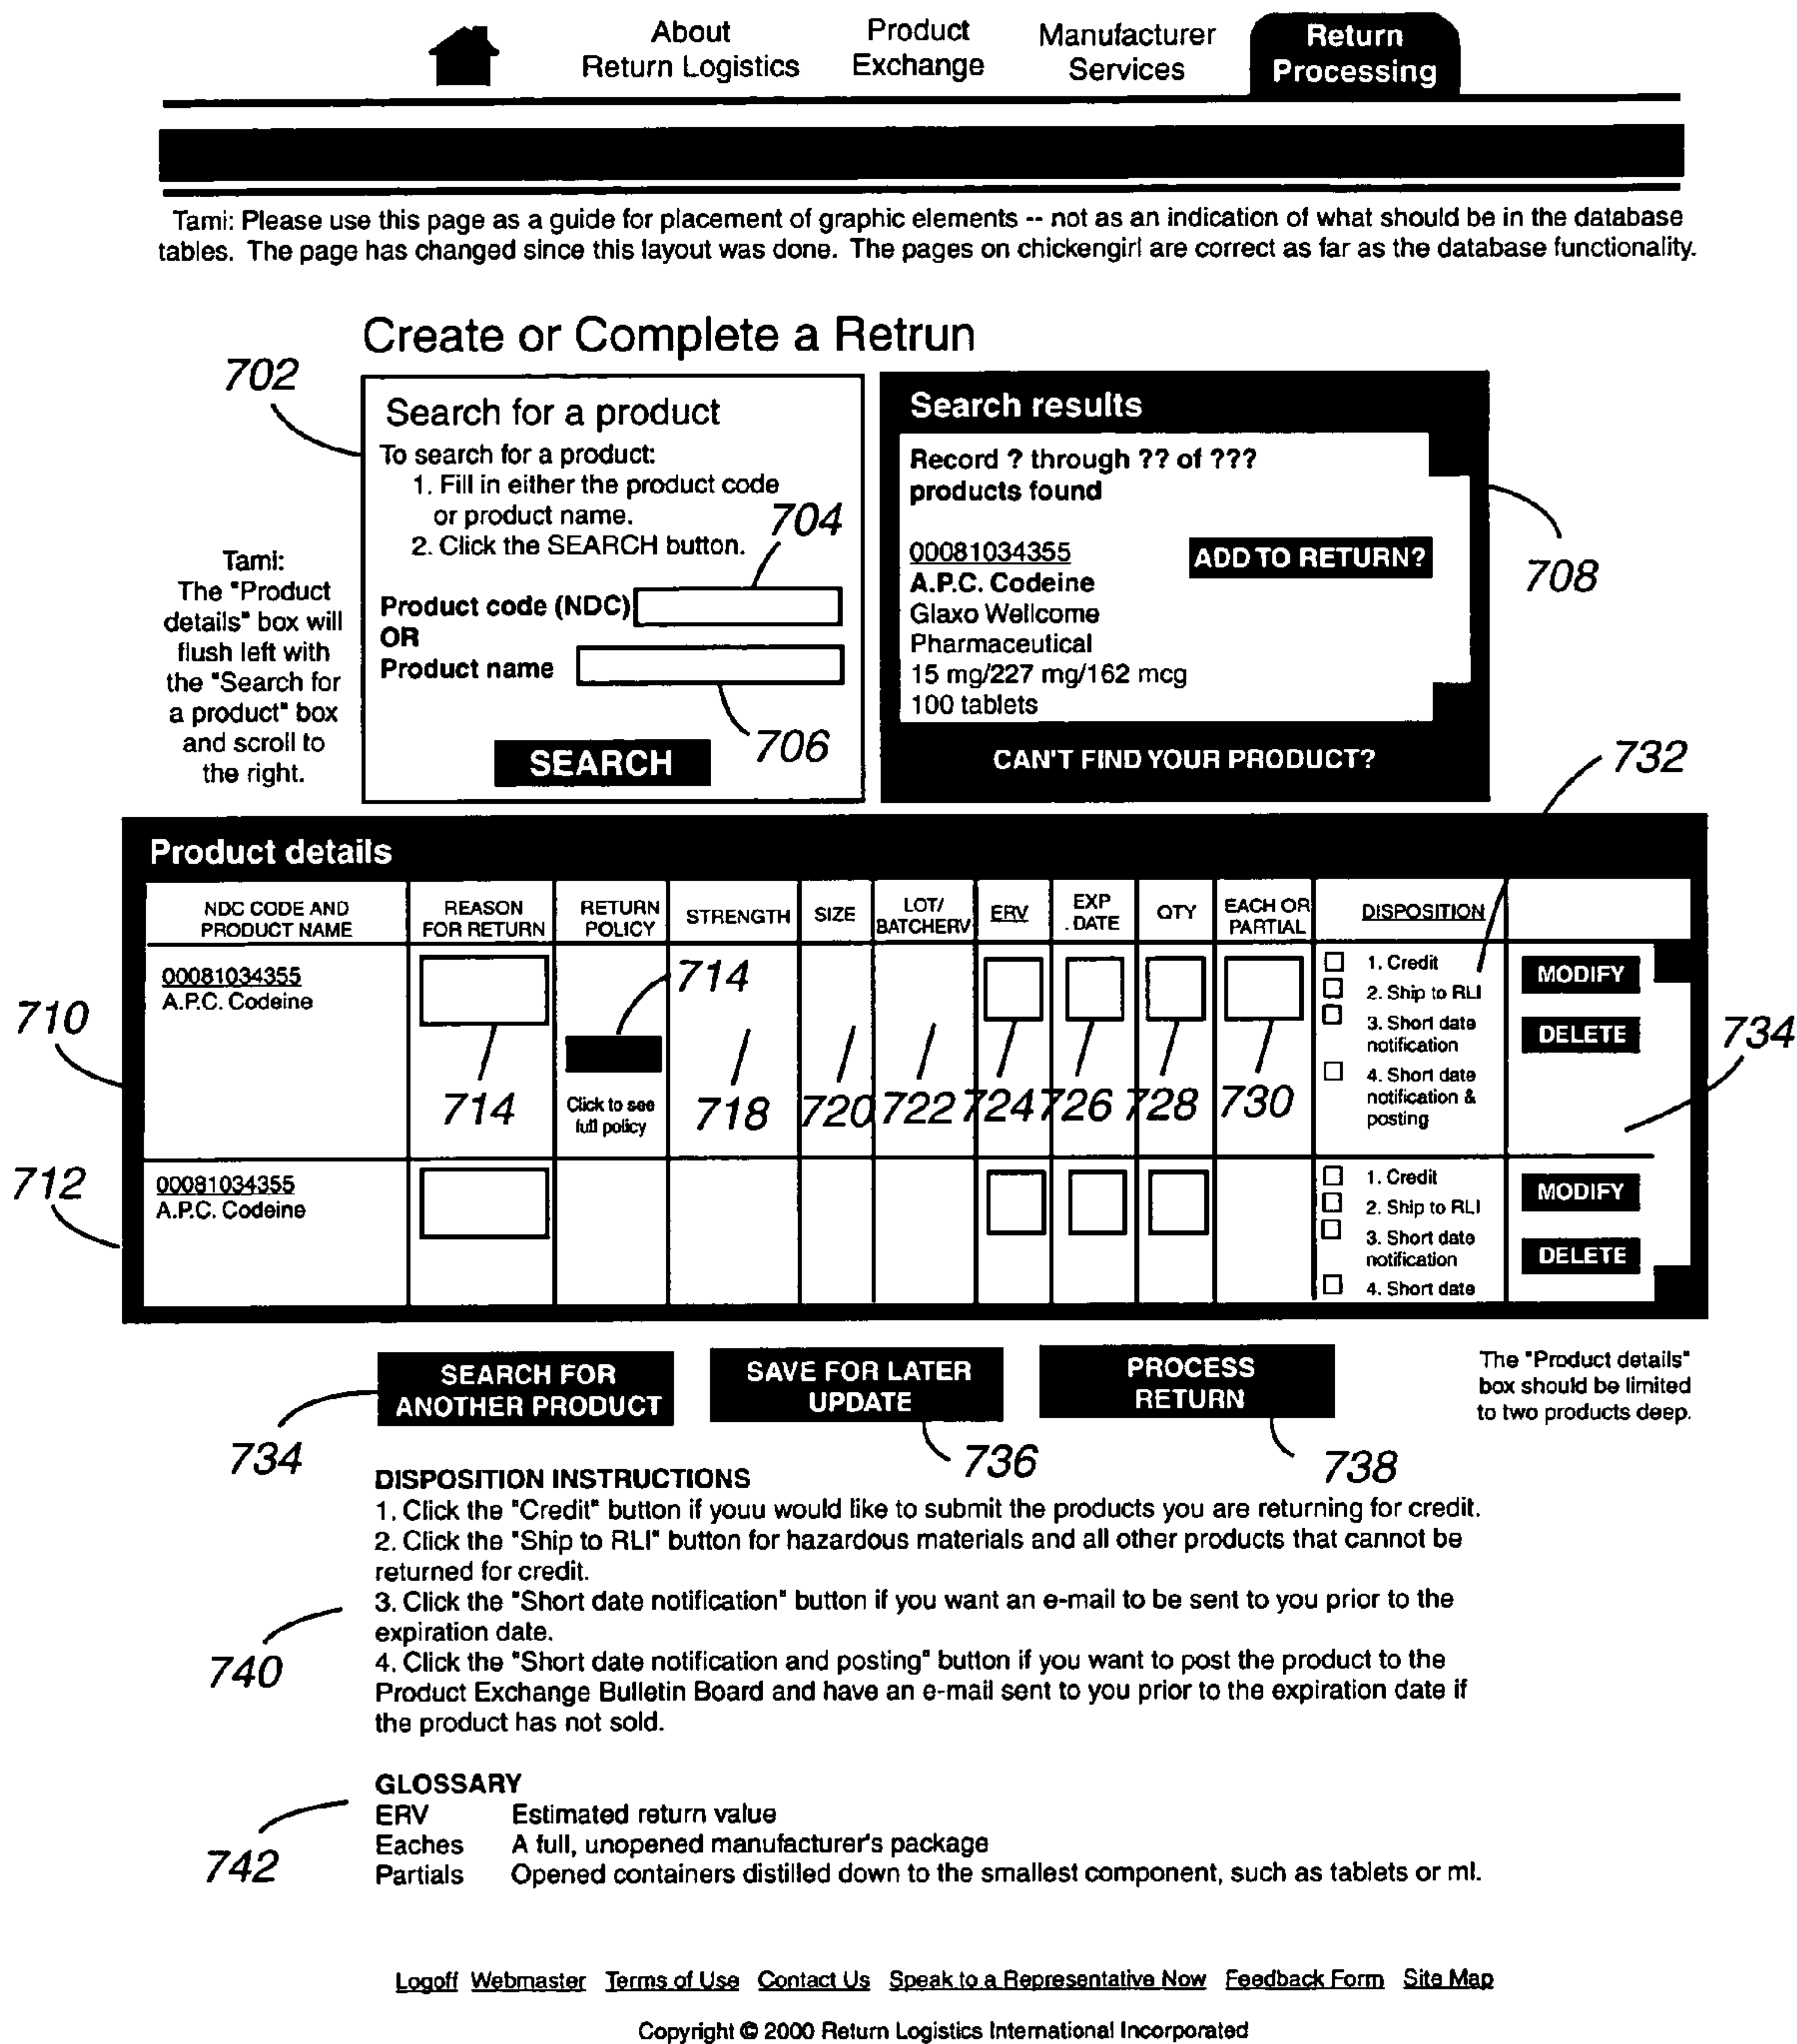 About
Return Logistics
Product
Exchange
Manufacturer
Services
Return
Processing
Tami: Please use this page as a guide for placement of graphic elements -- not as an indication of what should be in the database
tables. The page has changed since this layout was done. The pages on chickengirl are correct as far as the database functionality.
Create or Complete a Retrun
702
Search for a product
To search for a product:
1. Fill in either the product code
or product name.
2. Click the SEARCH button.
704
Product code (NDC)
OR
Product name
706
SEARCH
Tami:
The "Product
details" box will
flush left with
the "Search for
a product" box
and scroll to
the right.
Search results
Record ? through ?? of ???
products found
00081034355
ADD TO RETURN?
A.P.C. Codeine
Glaxo Wellcome
Pharmaceutical
15 mg/227 mg/162 mcg
100 tablets
CAN'T FIND YOUR PRODUCT?
708
732
Product details
NDC CODE AND
PRODUCT NAME
REASON
FOR RETURN
RETURN
POLICY
STRENGTH
SIZE
LOT/
BATCHERV
ERV
EXP
. DATE
QTY
EACH OR
PARTIAL
DISPOSITION
710
00081034355
A.P.C. Codeine
714
714
Click to see
full policy
718
720
722
724
726
728
730
1. Credit
2. Ship to RLI
3. Short date
notification
4. Short date
notification &
posting
MODIFY
DELETE
734
712
00081034355
A.P.C. Codeine
1. Credit
2. Ship to RLI
3. Short date
notification
4. Short date
MODIFY
DELETE
SEARCH FOR
ANOTHER PRODUCT
SAVE FOR LATER
UPDATE
PROCESS
RETURN
The "Product details"
box should be limited
to two products deep.
734
736
738
DISPOSITION INSTRUCTIONS
1. Click the "Credit" button if youu would like to submit the products you are returning for credit.
2. Click the "Ship to RLI" button for hazardous materials and all other products that cannot be
returned for credit.
3. Click the "Short date notification" button if you want an e-mail to be sent to you prior to the
expiration date.
4. Click the "Short date notification and posting" button if you want to post the product to the
Product Exchange Bulletin Board and have an e-mail sent to you prior to the expiration date if
the product has not sold.
740
GLOSSARY
ERV Estimated return value
Eaches A full, unopened manufacturer's package
Partials Opened containers distilled down to the smallest component, such as tablets or ml.
742
Logoff Webmaster Terms of Use Contact Us Speak to a Representative Now Feedback Form Site Map
Copyright © 2000 Return Logistics International Incorporated